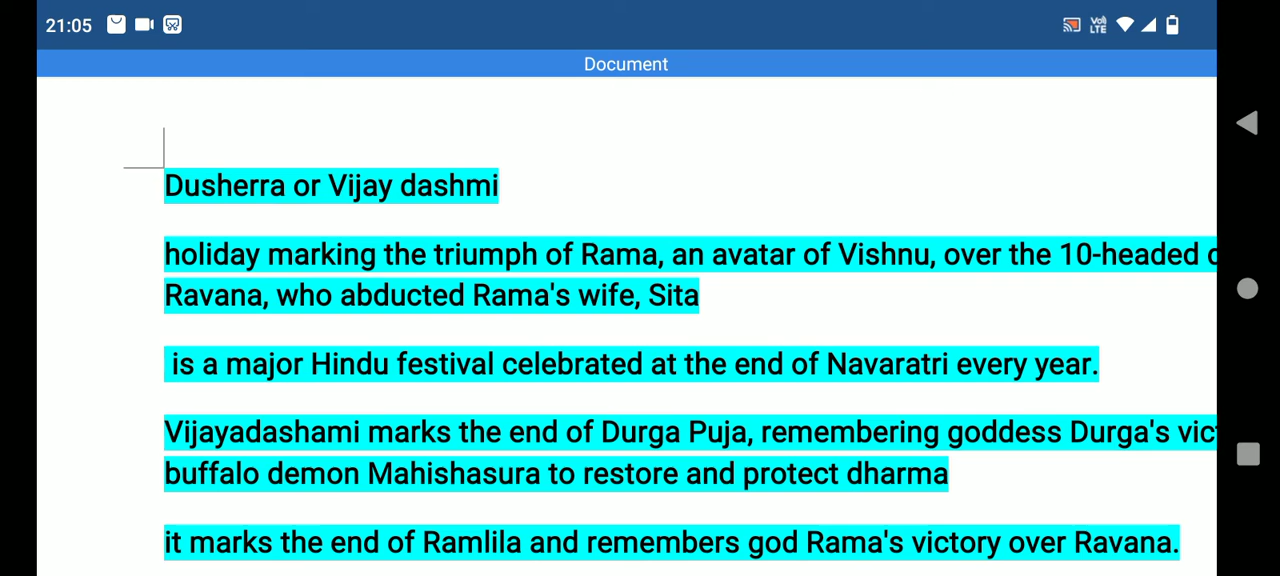 21:05
Vo) LTE
Document
Dusherra or Vijay dashmi
holiday marking the triumph of Rama, an avatar of Vishnu, over the 10-headed
Ravana, who abducted Rama's wife, Sita
is a major Hindu festival celebrated at the end of Navaratri every year.
Vijayadashami marks the end of Durga Puja, remembering goddess Durga's
buffalo demon Mahishasura to restore and protect dharma
it marks the end of Ramlila and remembers god Rama's victory over Ravana.